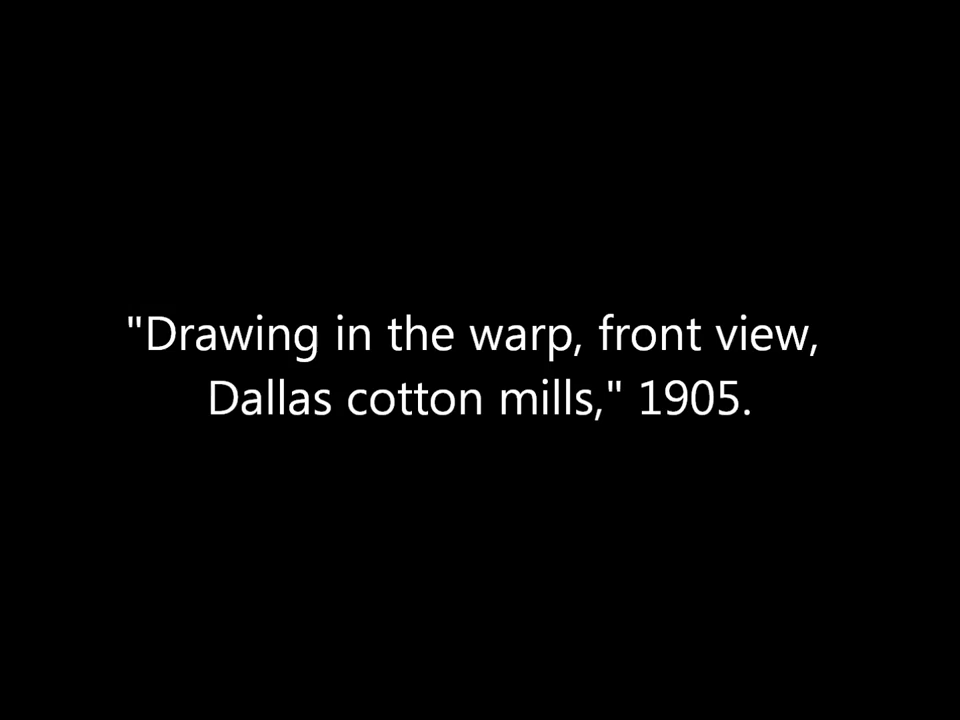 "Drawing in the warp, front view,
Dallas cotton mills," 1905.